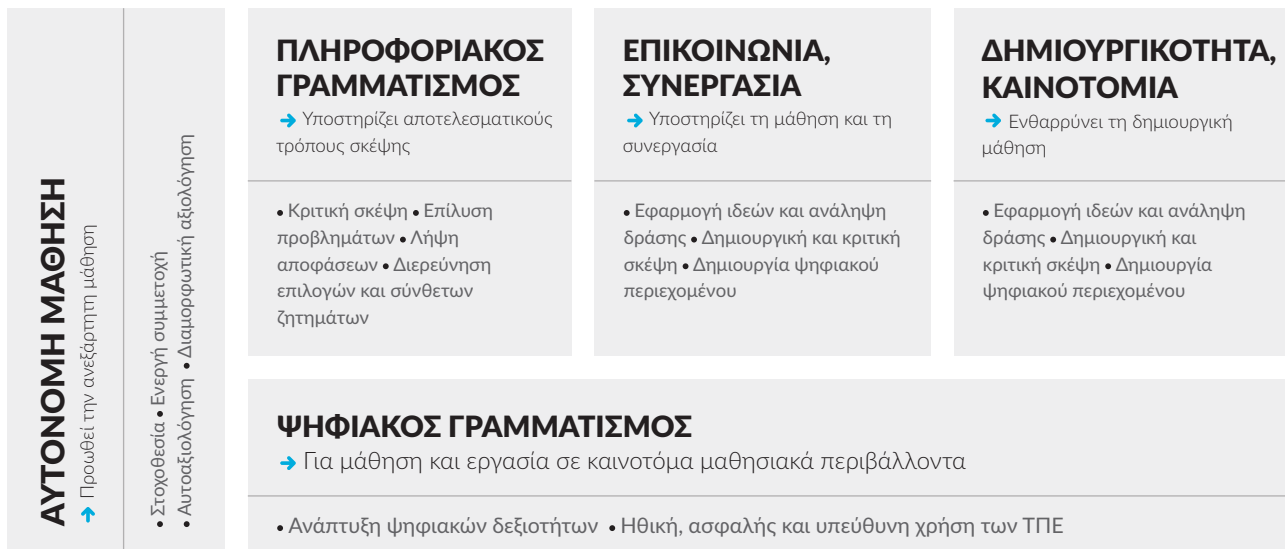 ΑΥΤΟΝΟΜΗ ΜΑΘΗΣΗ
→ Προωθεί την ανεξάρτητη μάθηση
• Στοχοθεσία • Ενεργή συμμετοχή
• Αυτοαξιολόγηση • Διαμορφωτική αξιολόγηση
ΠΛΗΡΟΦΟΡΙΑΚΟΣ
ΓΡΑΜΜΑΤΙΣΜΟΣ
→ Υποστηρίζει αποτελεσματικούς
τρόπους σκέψης
• Κριτική σκέψη • Επίλυση
προβλημάτων • Λήψη
αποφάσεων • Διερεύνηση
επιλογών και σύνθετων
ζητημάτων
ΕΠΙΚΟΙΝΩΝΙΑ,
ΣΥΝΕΡΓΑΣΙΑ
→ Υποστηρίζει τη μάθηση και τη
συνεργασία
• Εφαρμογή ιδεών και ανάληψη
δράσης • Δημιουργική και κριτική
σκέψη • Δημιουργία ψηφιακού
περιεχομένου
ΔΗΜΙΟΥΡΓΙΚΟΤΗΤΑ,
ΚΑΙΝΟΤΟΜΙΑ
→ Ενθαρρύνει τη δημιουργική
μάθηση
• Εφαρμογή ιδεών και ανάληψη
δράσης • Δημιουργική και
κριτική σκέψη • Δημιουργία
ψηφιακού περιεχομένου
ΨΗΦΙΑΚΟΣ ΓΡΑΜΜΑΤΙΣΜΟΣ
→ Για μάθηση και εργασία σε καινοτόμα μαθησιακά περιβάλλοντα
• Ανάπτυξη ψηφιακών δεξιοτήτων • Ηθική, ασφαλής και υπεύθυνη χρήση των ΤΠΕ